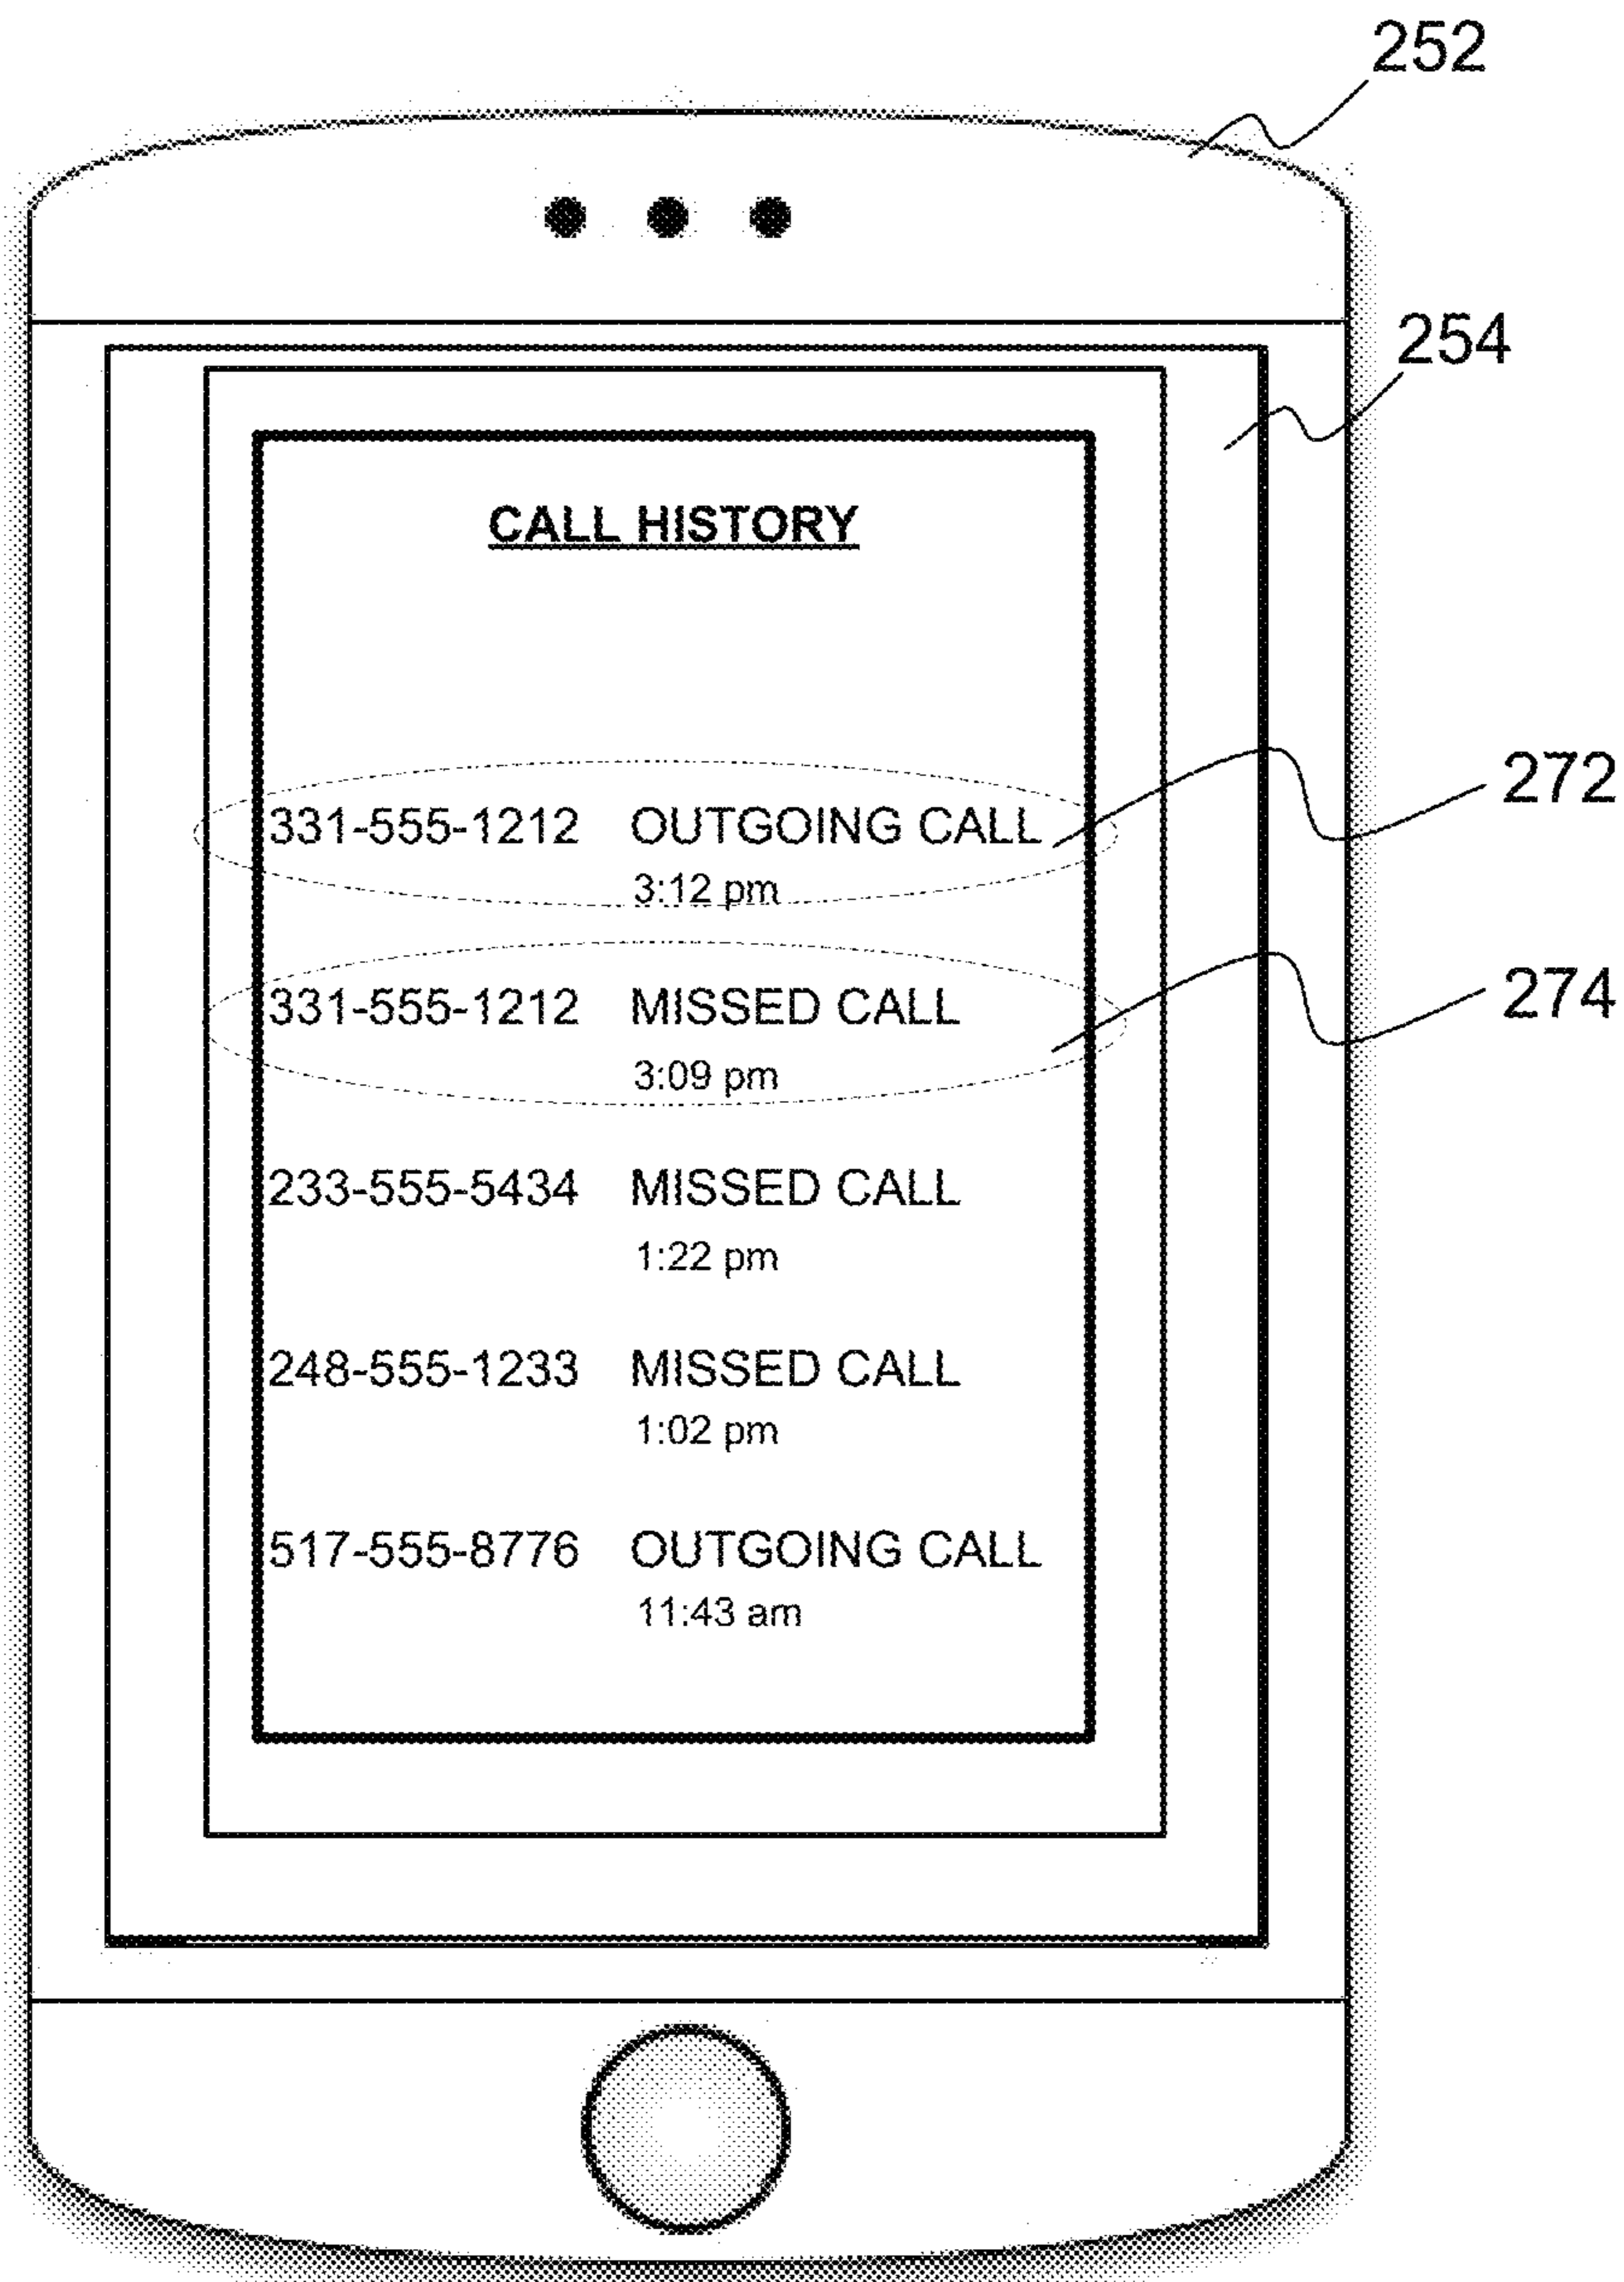 252
254
CALL HISTORY
331-555-1212 OUTGOING CALL
3:12 pm
272
331-555-1212 MISSED CALL
3:09 pm
274
233-555-5434 MISSED CALL
1:22 pm
248-555-1233 MISSED CALL
1:02 pm
517-555-8776 OUTGOING CALL
11:43 am